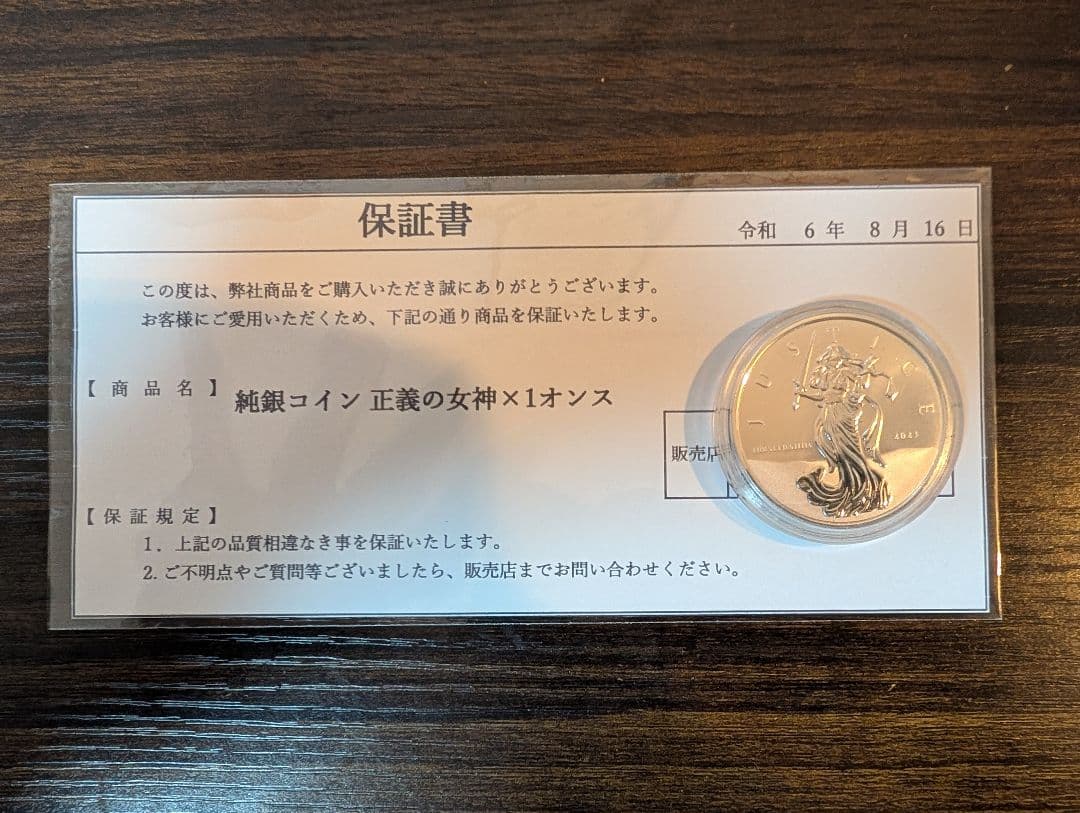 保証書
令和 6年 8月16日
この度は、弊社商品をご購入いただき誠にありがとうございます。
お客様にご愛用いただくため、下記の通り商品を保証いたします。
【商品名】 純銀コイン 正義の女神×1オンス
JUSTICE
2023
販売店
【保証規定】
1. 上記の品質相違なき事を保証いたします。
2. ご不明点やご質問等ございましたら、販売店までお問い合わせください。